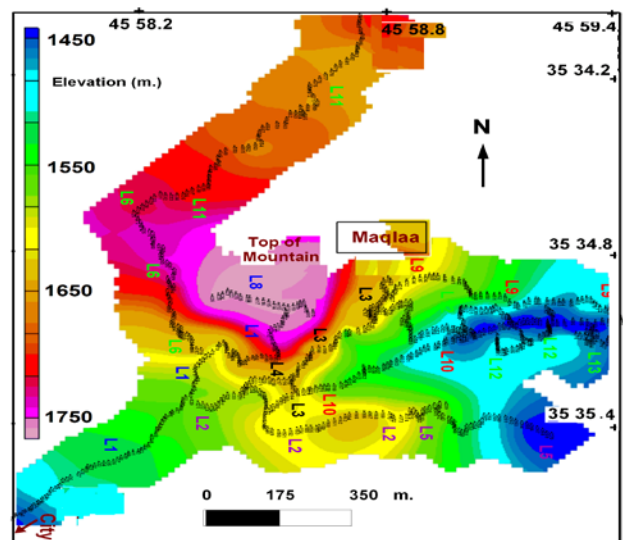 45 58.2
45 58.8
45 59.4
1450
35 34.2
Elevation (m.)
L11
N
1550
L6
L11
Top of
Mountain
Maqlaa
35 34.8
L9
L6
L8
L3
L9
L9
1650
L1
L3
L6
L10
L12
L13
L1
L4
L12
L10
L3
1750
L2
L2
L2
L5
35 35.4
L1
L5
0 175 350 m.
City